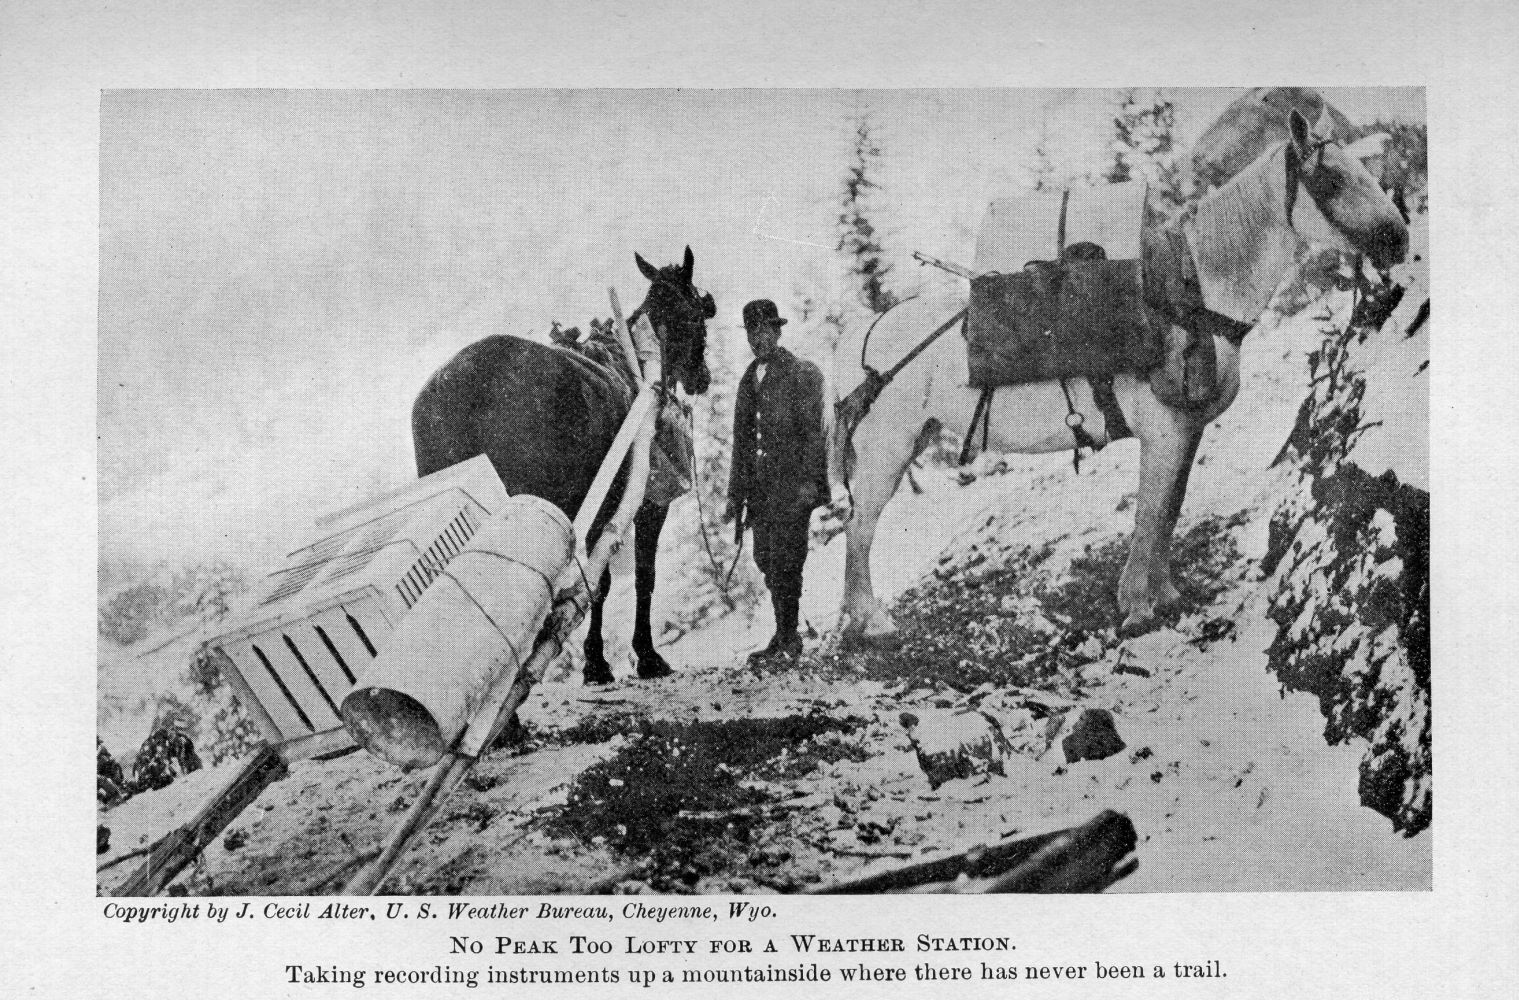 Copyright by J. Cecil Alter, U. S. Weather Bureau, Cheyenne, Wyo.
No Peak Too Lofty for a Weather Station.
Taking recording instruments up a mountainside where there has never been a trail.